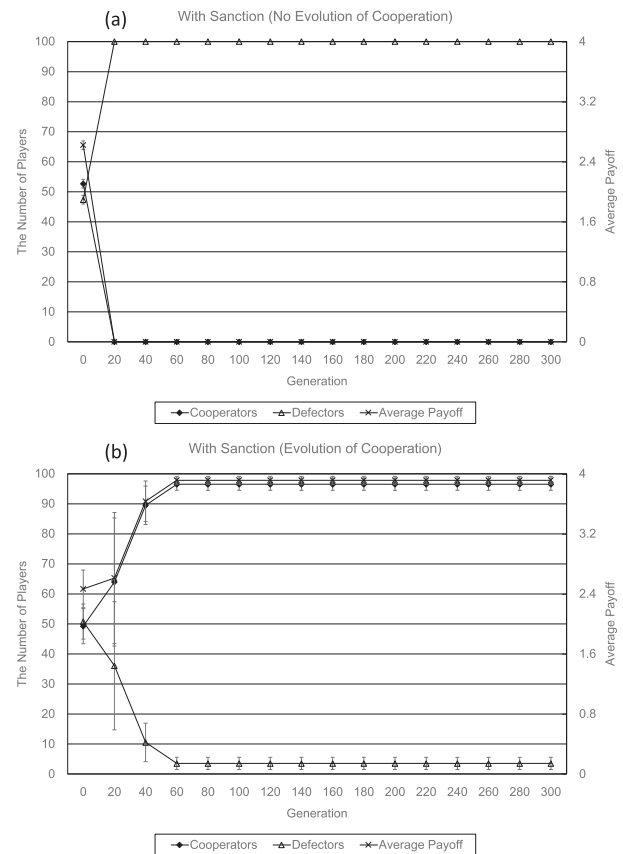 (a) With Sanction (No Evolution of Cooperation)
100 4
90
80 3.2
70
60 2.4
50
40 1.6
30
20 0.8
10
0 0
The Number of Players
Average Payoff
0 20 40 60 80 100 120 140 160 180 200 220 240 260 280 300
Generation
Cooperators Defectors Average Payoff
(b) With Sanction (Evolution of Cooperation)
100 4
90
80 3.2
70
60 2.4
50
40 1.6
30
20 0.8
10
0 0
The Number of Players
Average Payoff
0 20 40 60 80 100 120 140 160 180 200 220 240 260 280 300
Generation
Cooperators Defectors Average Payoff